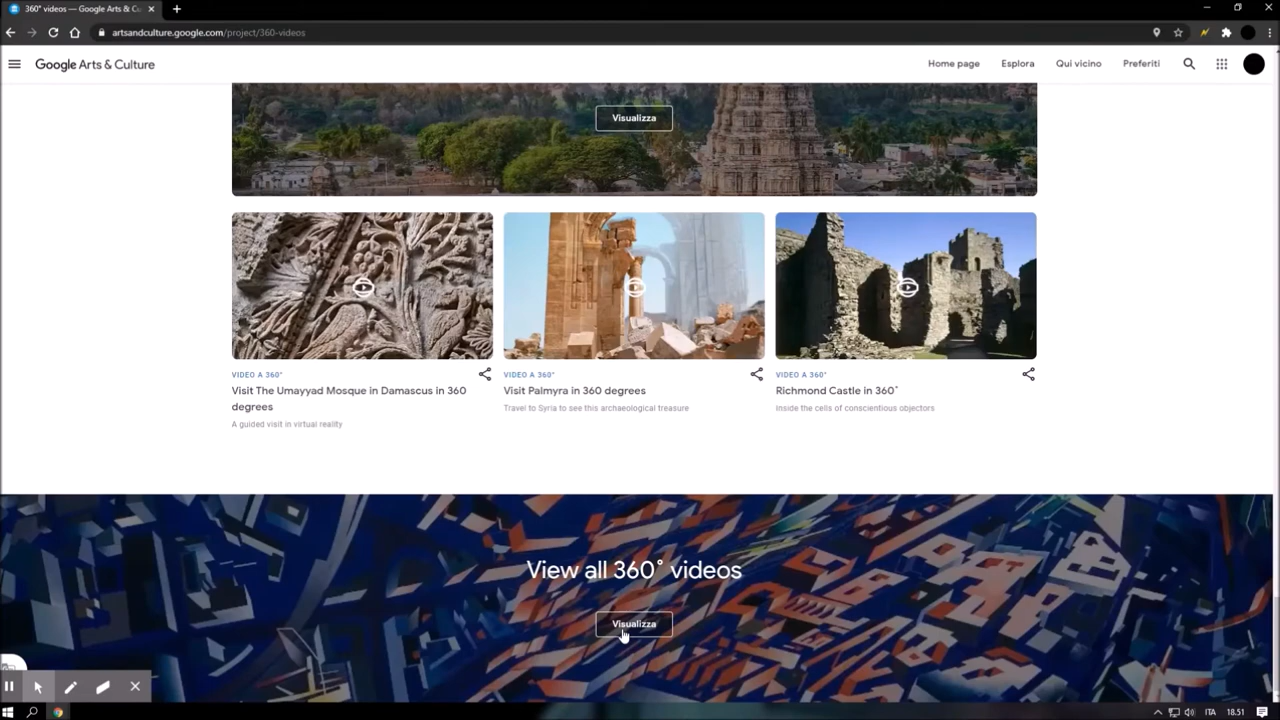 360° videos — Google Arts & Cu
artsandculture.google.com/project/360-videos
Google Arts & Culture
Home page
Esplora
Qui vicino
Preferiti
Visualizza
VIDEO A 360°
Visit The Umayyad Mosque in Damascus in 360
degrees
A guided visit in virtual reality
VIDEO A 360°
Visit Palmyra in 360 degrees
Travel to Syria to see this archaeological treasure
VIDEO A 360°
Richmond Castle in 360°
Inside the cells of conscientious objectors
View all 360° videos
Visualizza
ITA
18.51